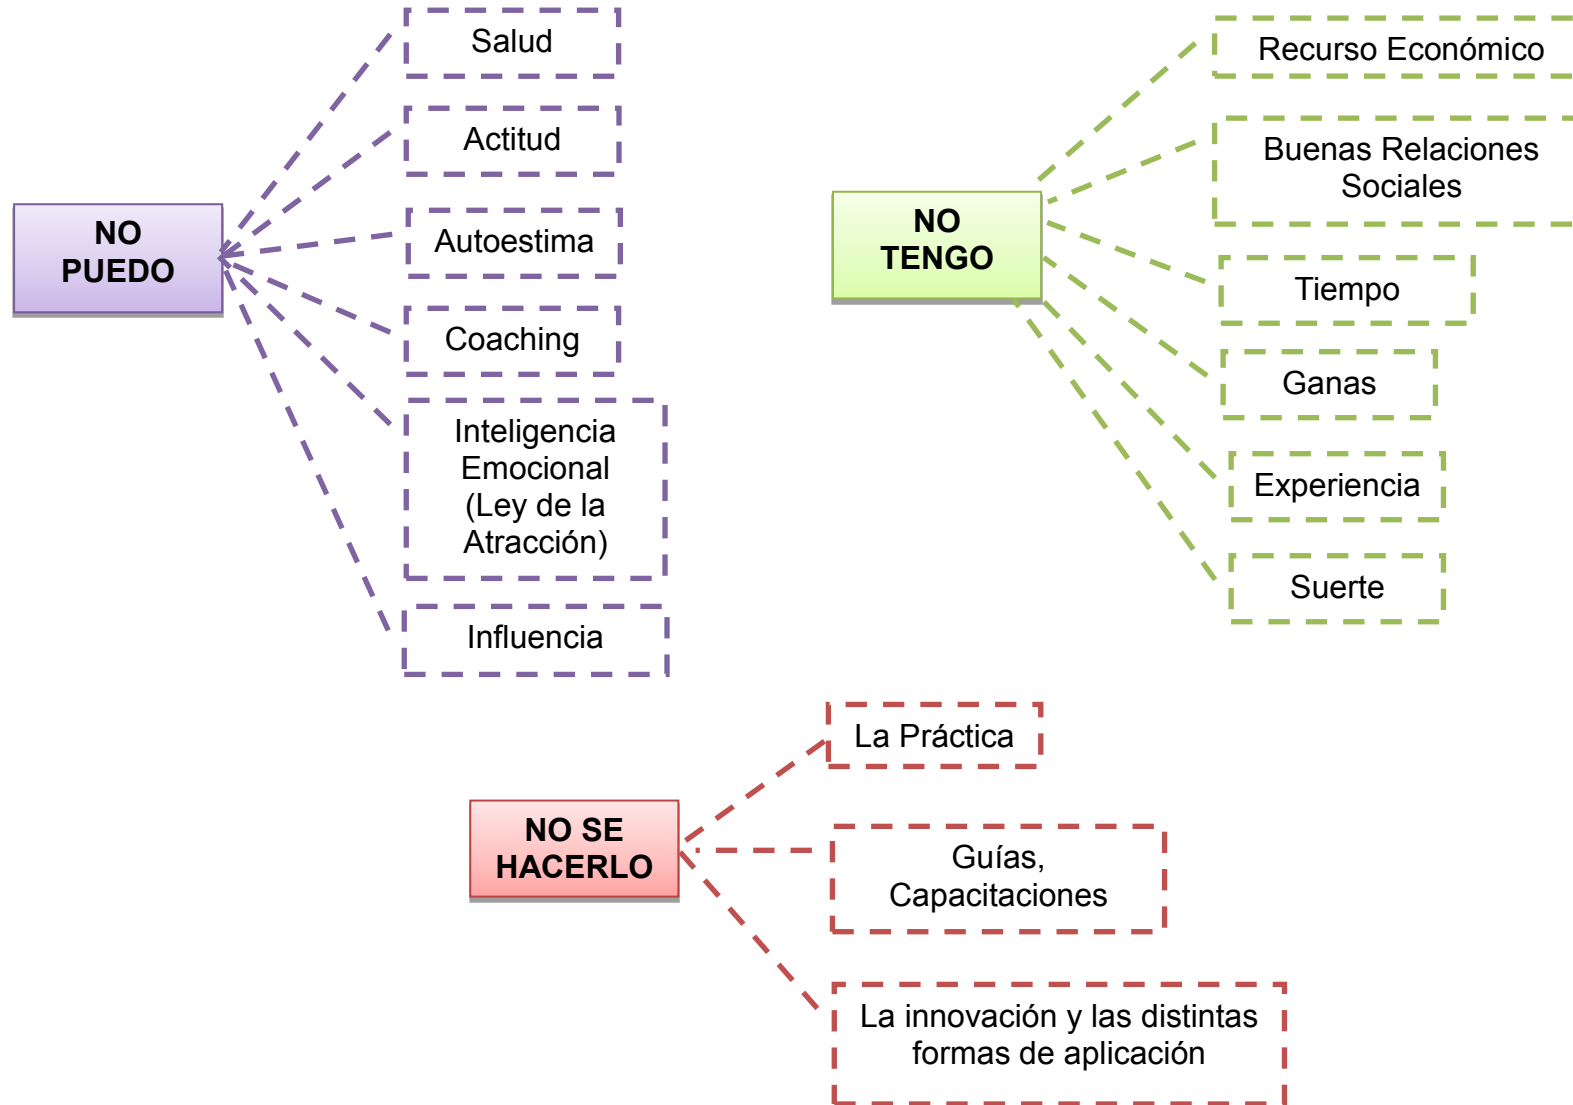 NO
PUEDO
Salud
Actitud
Autoestima
Coaching
Inteligencia
Emocional
(Ley de la
Atracción)
Influencia
NO
TENGO
Recurso Económico
Buenas Relaciones
Sociales
Tiempo
Ganas
Experiencia
Suerte
NO SE
HACERLO
La Práctica
Guías,
Capacitaciones
La innovación y las distintas
formas de aplicación